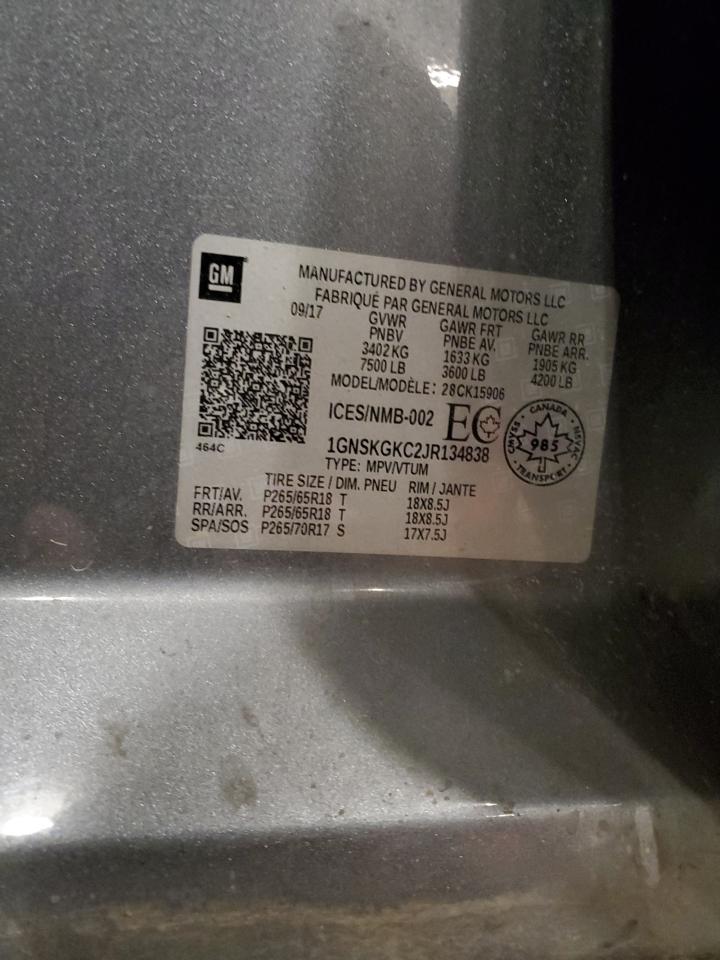 GM
MANUFACTURED BY GENERAL MOTORS LLC
FABRIQUÉ PAR GENERAL MOTORS LLC
09/17 GVWR GAWR FRT GAWR RR
PNBV PNBE AV. PNBE ARR.
3402 KG 1633 KG 1905 KG
7500 LB 3600 LB 4200 LB
MODEL/MODÈLE: 28CK15906
ICES/NMB-002 EC
CANADA
CMVSS 985 NSVAC
TRANSPORT
464C
1GNSKGKC2JR134838
TYPE: MPV/VTUM
TIRE SIZE / DIM. PNEU RIM / JANTE
FRT/AV. P265/65R18 T 18X8.5J
RR/ARR. P265/65R18 T 18X8.5J
SPA/SOS P265/70R17 S 17X7.5J